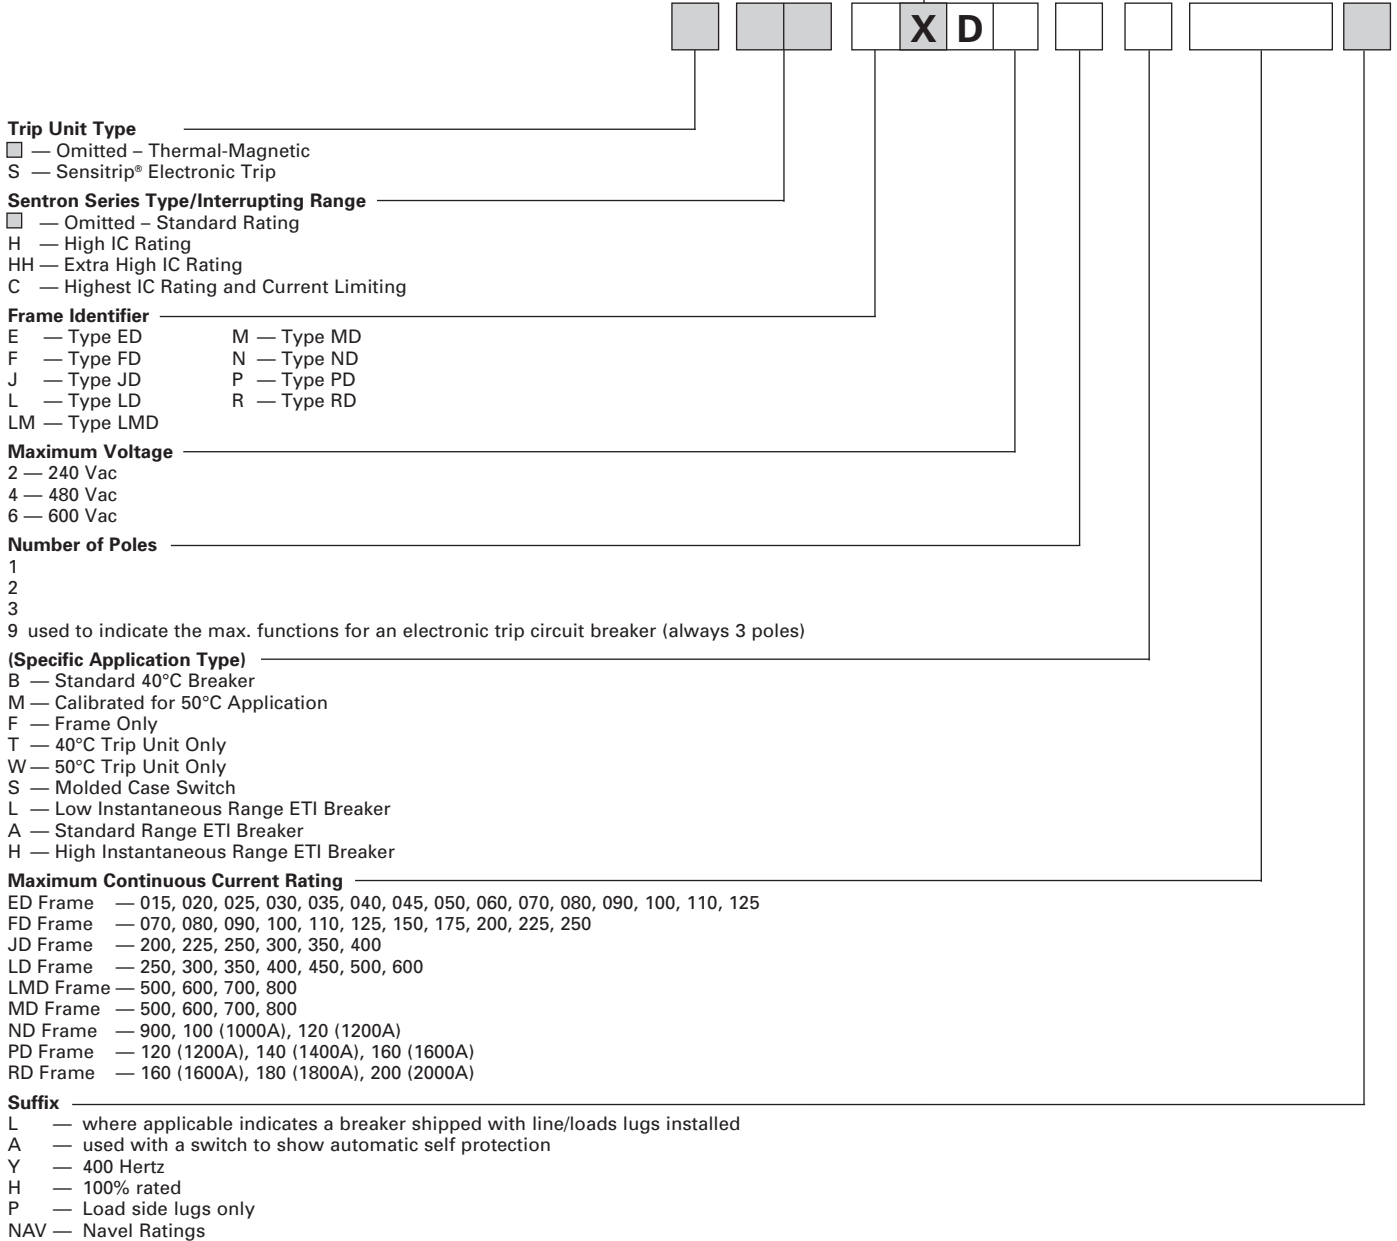 X D
Trip Unit Type
— Omitted – Thermal-Magnetic
S — Sensitrip® Electronic Trip
Sentron Series Type/Interrupting Range
— Omitted – Standard Rating
H — High IC Rating
HH — Extra High IC Rating
C — Highest IC Rating and Current Limiting
Frame Identifier
E — Type ED M — Type MD
F — Type FD N — Type ND
J — Type JD P — Type PD
L — Type LD R — Type RD
LM — Type LMD
Maximum Voltage
2 — 240 Vac
4 — 480 Vac
6 — 600 Vac
Number of Poles
1
2
3
9 used to indicate the max. functions for an electronic trip circuit breaker (always 3 poles)
(Specific Application Type)
B — Standard 40°C Breaker
M — Calibrated for 50°C Application
F — Frame Only
T — 40°C Trip Unit Only
W — 50°C Trip Unit Only
S — Molded Case Switch
L — Low Instantaneous Range ETI Breaker
A — Standard Range ETI Breaker
H — High Instantaneous Range ETI Breaker
Maximum Continuous Current Rating
ED Frame — 015, 020, 025, 030, 035, 040, 045, 050, 060, 070, 080, 090, 100, 110, 125
FD Frame — 070, 080, 090, 100, 110, 125, 150, 175, 200, 225, 250
JD Frame — 200, 225, 250, 300, 350, 400
LD Frame — 250, 300, 350, 400, 450, 500, 600
LMD Frame — 500, 600, 700, 800
MD Frame — 500, 600, 700, 800
ND Frame — 900, 100 (1000A), 120 (1200A)
PD Frame — 120 (1200A), 140 (1400A), 160 (1600A)
RD Frame — 160 (1600A), 180 (1800A), 200 (2000A)
Suffix
L — where applicable indicates a breaker shipped with line/loads lugs installed
A — used with a switch to show automatic self protection
Y — 400 Hertz
H — 100% rated
P — Load side lugs only
NAV — Navel Ratings